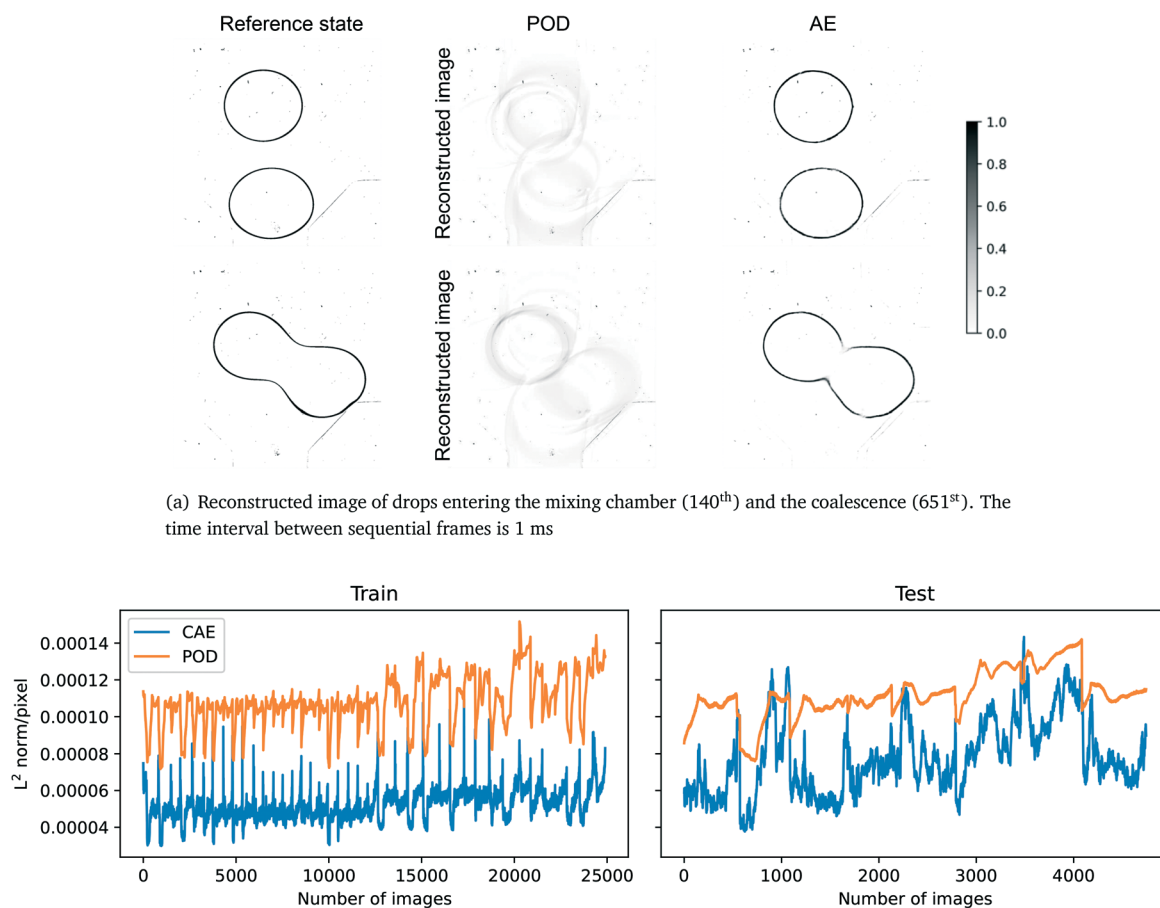 Reference state
POD
AE
Reconstructed image
1.0
0.8
0.6
0.4
0.2
0.0
Reconstructed image
(a) Reconstructed image of drops entering the mixing chamber (140th) and the coalescence (651st). The
time interval between sequential frames is 1 ms
Train
Test
CAE
POD
L2 norm/pixel
0.00014
0.00012
0.00010
0.00008
0.00006
0.00004
0
5000
10000
15000
20000
25000
0
1000
2000
3000
4000
Number of images
Number of images